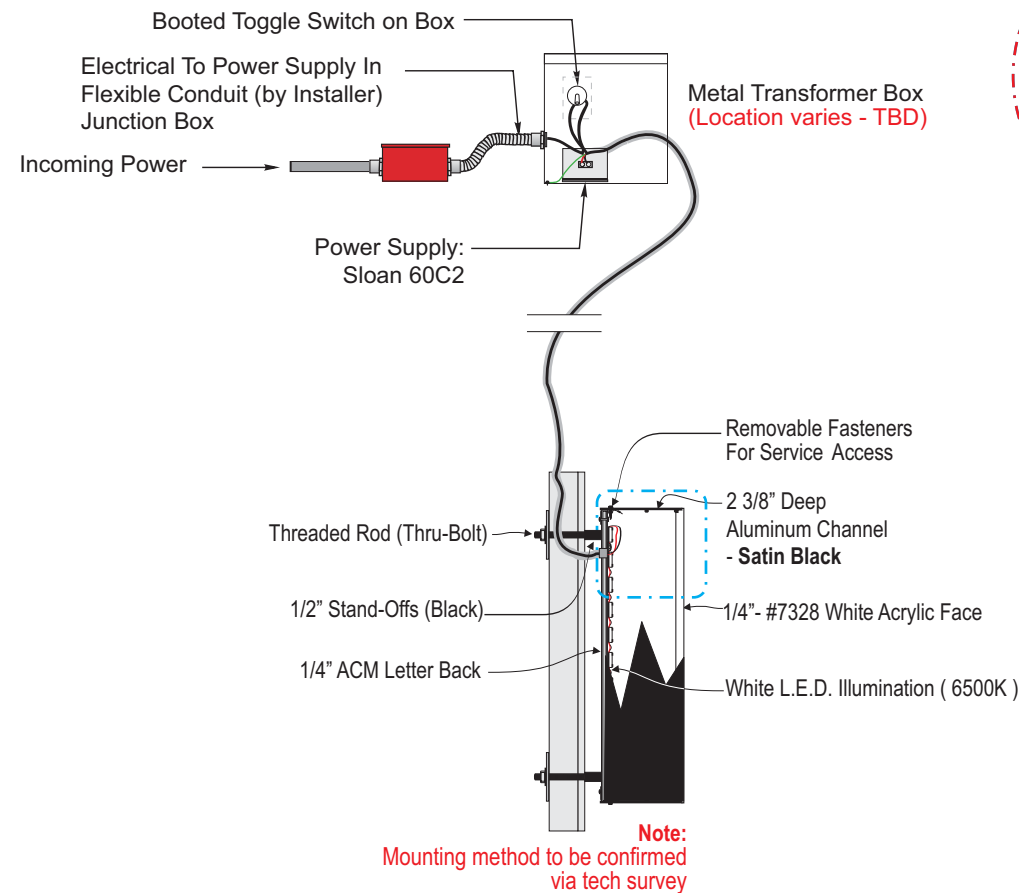 Booted Toggle Switch on Box
Electrical To Power Supply In
Flexible Conduit (by Installer)
Junction Box
Metal Transformer Box
(Location varies - TBD)
Incoming Power
Power Supply:
Sloan 60C2
Removable Fasteners
For Service Access
2 3/8” Deep
Aluminum Channel
- Satin Black
Threaded Rod (Thru-Bolt)
1/2” Stand-Offs (Black)
1/4”- #7328 White Acrylic Face
1/4” ACM Letter Back
White L.E.D. Illumination ( 6500K )
Note:
Mounting method to be confirmed
via tech survey